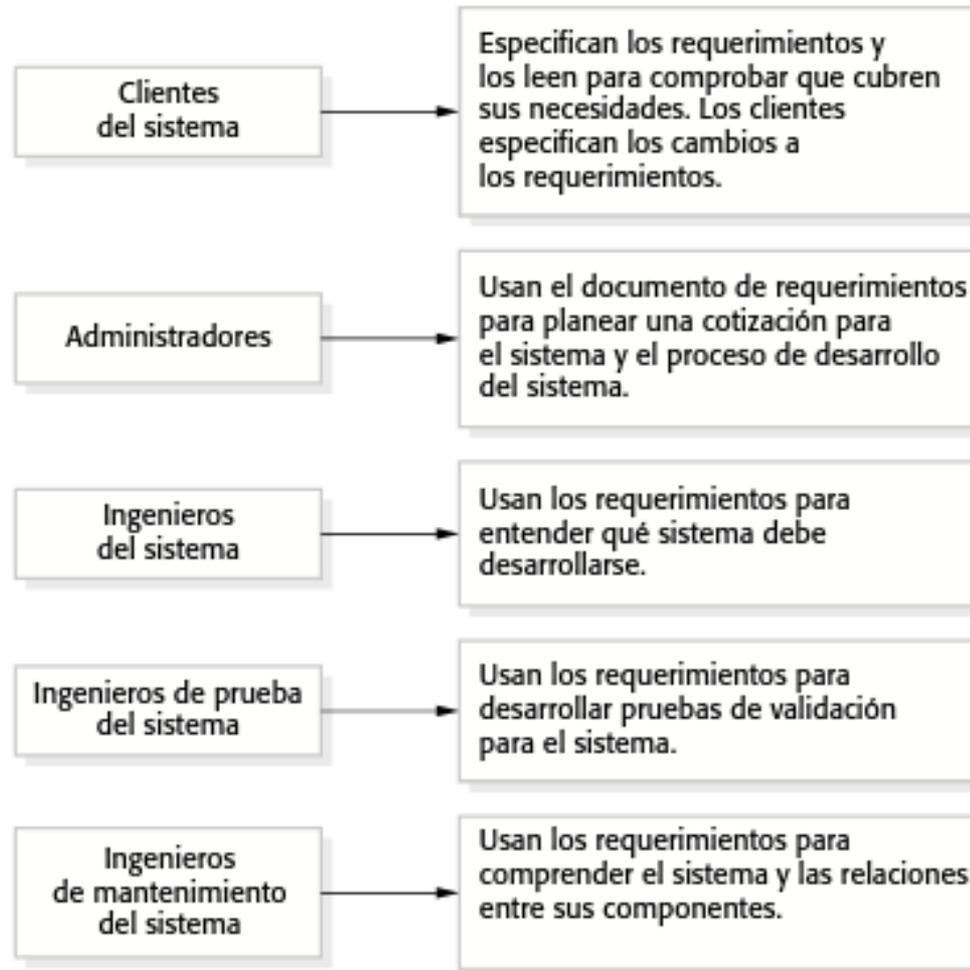 Clientes
del sistema
Especifican los requerimientos y
los leen para comprobar que cubren
sus necesidades. Los clientes
especifican los cambios a
los requerimientos.
Administradores
Usan el documento de requerimientos
para planear una cotización para
el sistema y el proceso de desarrollo
del sistema.
Ingenieros
del sistema
Usan los requerimientos para
entender qué sistema debe
desarrollarse.
Ingenieros de prueba
del sistema
Usan los requerimientos para
desarrollar pruebas de validación
para el sistema.
Ingenieros
de mantenimiento
del sistema
Usan los requerimientos para
comprender el sistema y las relaciones
entre sus componentes.